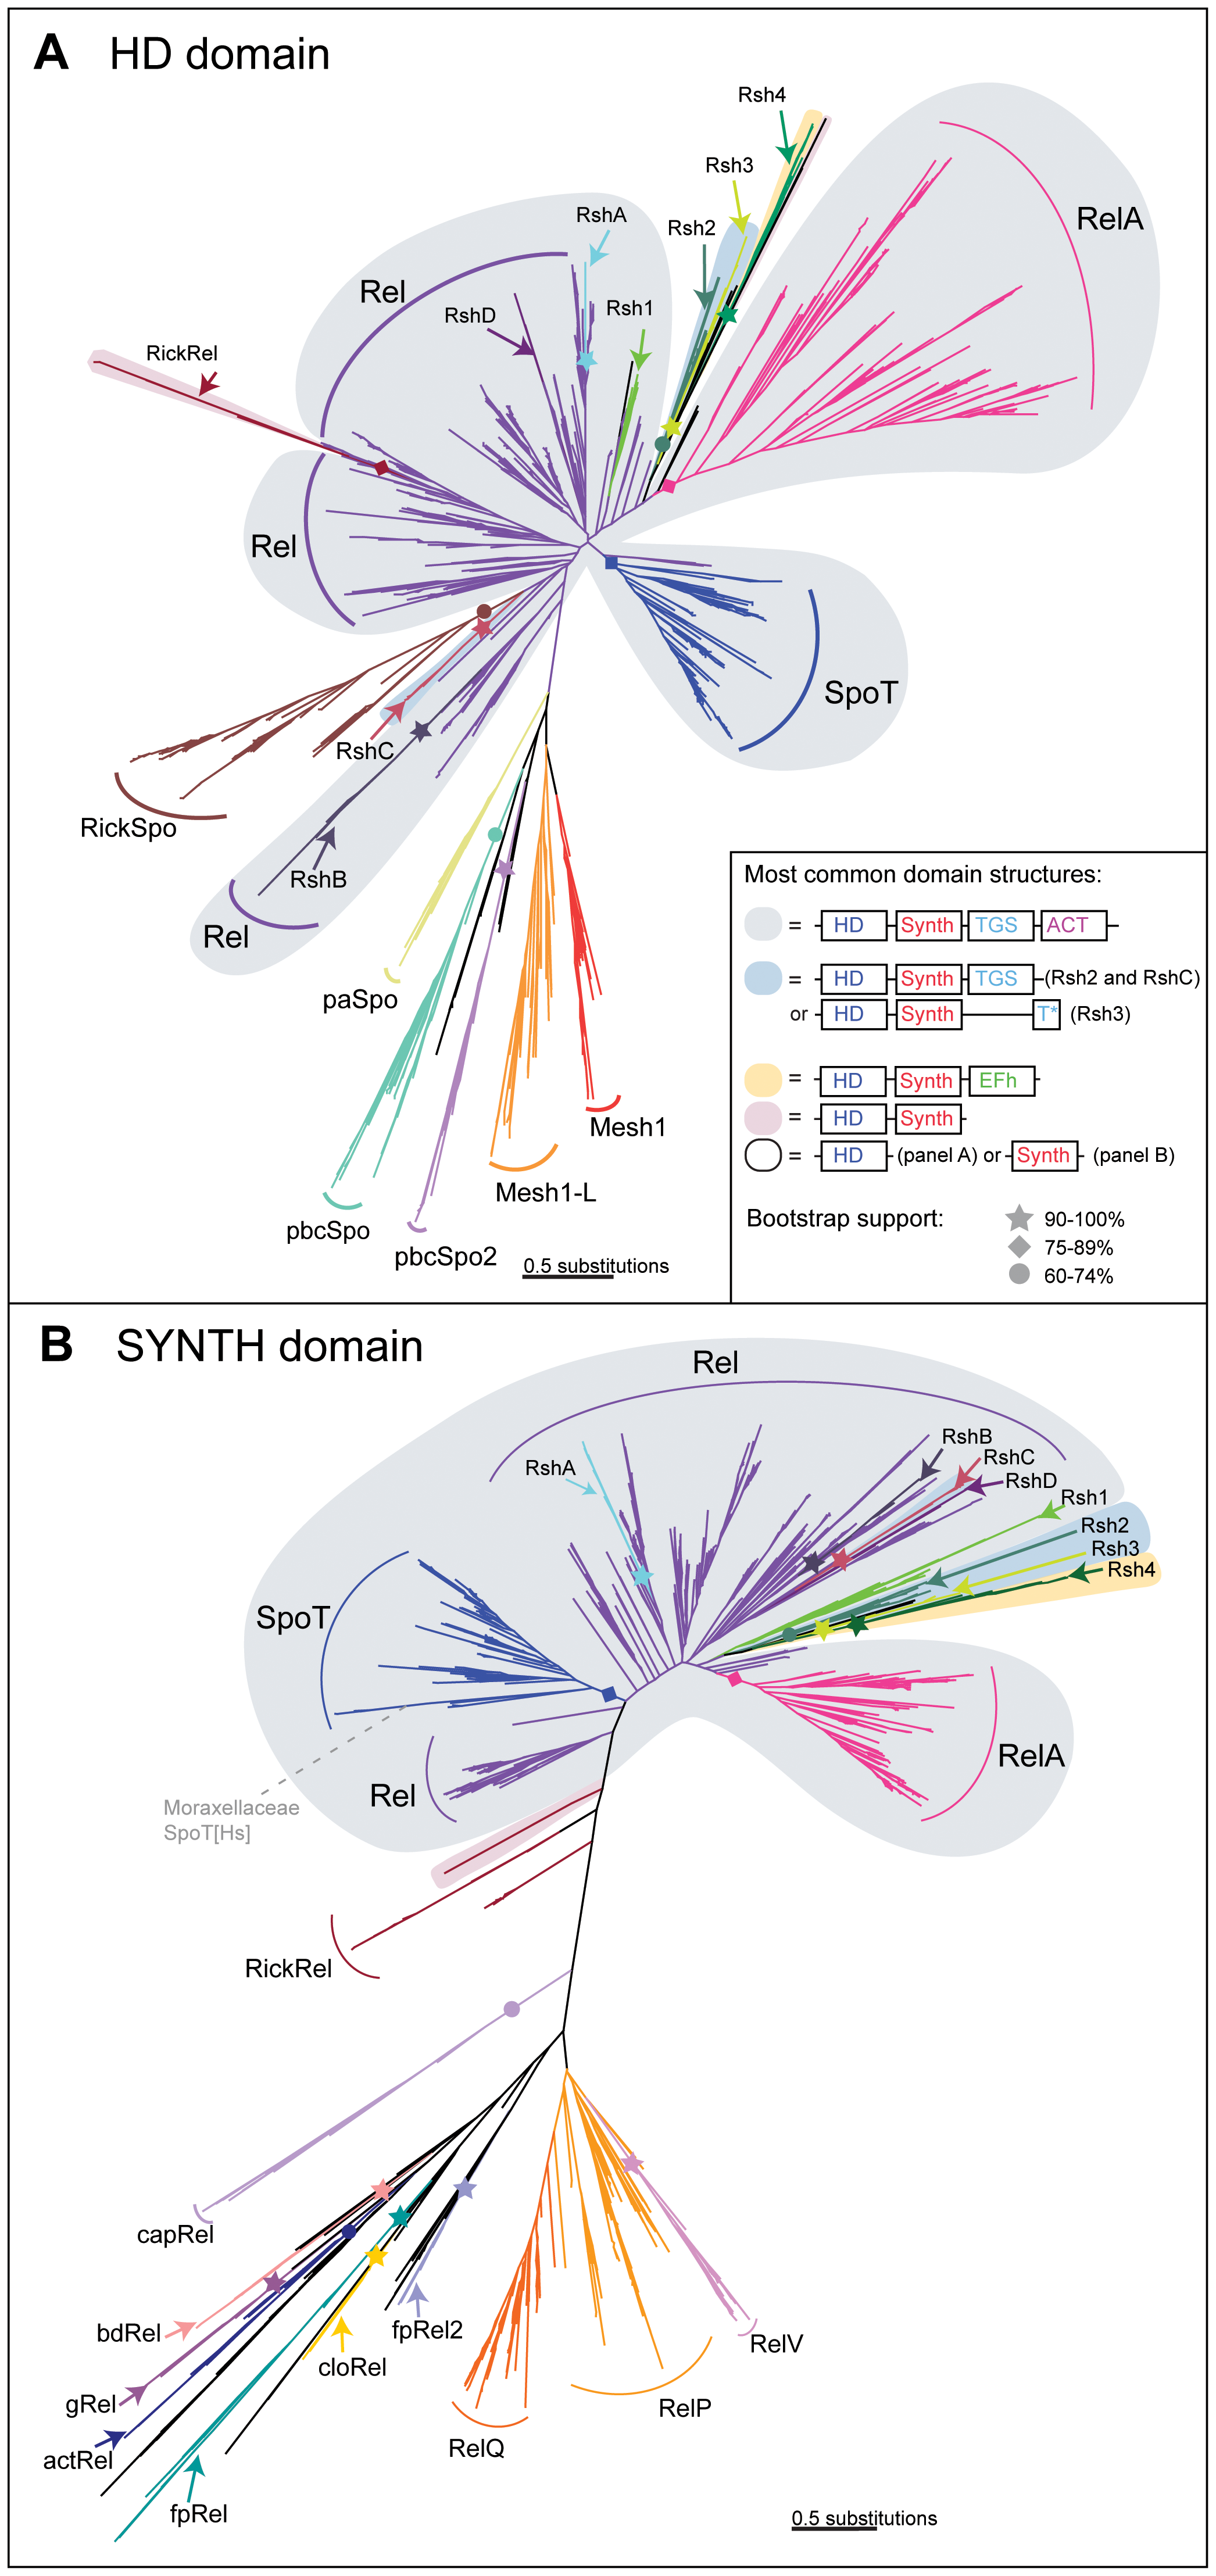 A HD domain
Rsh4
Rsh3
RshA
Rsh2
RelA
Rel
RshD
Rsh1
RickRel
Rel
SpoT
RshC
RickSpo
RshB
Rel
paSpo
Mesh1
Mesh1-L
pbcSpo
pbcSpo2
0.5 substitutions
Most common domain structures:
= HD Synth TGS ACT
= HD Synth TGS (Rsh2 and RshC)
or HD Synth T* (Rsh3)
= HD Synth EFh
= HD Synth
= HD (panel A) or Synth (panel B)
Bootstrap support:
90-100%
75-89%
60-74%
B SYNTH domain
Rel
RshB
RshC
RshA
RshD
Rsh1
Rsh2
Rsh3
Rsh4
SpoT
RelA
Rel
Moraxellaceae
SpoT[Hs]
RickRel
capRel
bdRel
fpRel2
RelV
cloRel
gRel
RelP
RelQ
actRel
fpRel
0.5 substitutions